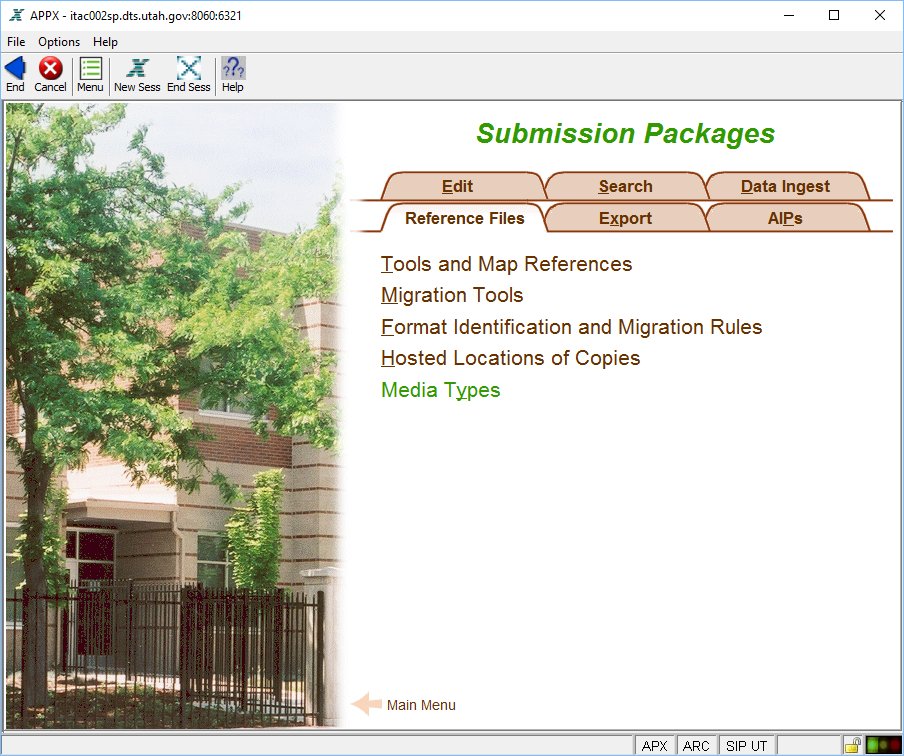 APPX - itac002sp.dts.utah.gov:8060:6321
File Options Help
End Cancel Menu New Sess End Sess Help
Submission Packages
Edit Search Data Ingest
Reference Files Export AIPs
Tools and Map References
Migration Tools
Format Identification and Migration Rules
Hosted Locations of Copies
Media Types
Main Menu
APX ARC SIP UT